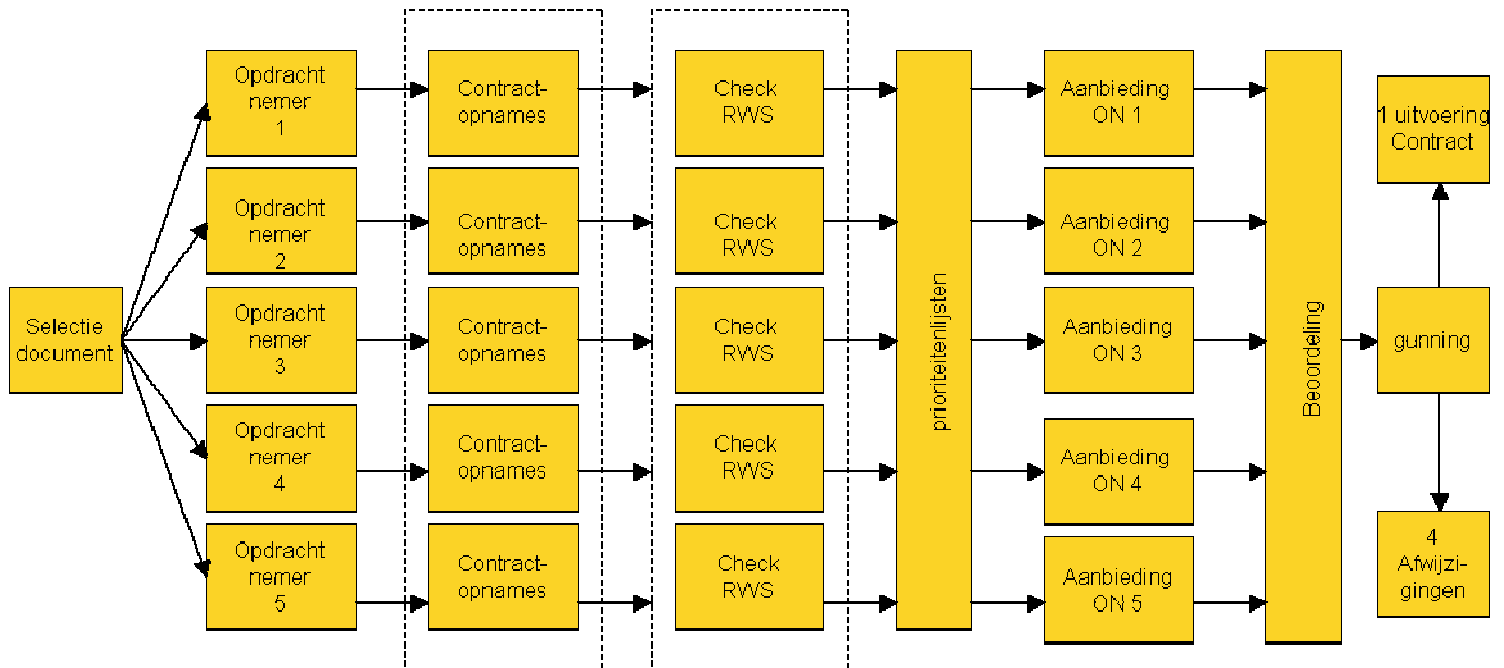 Selectie
document
Opdracht
nemer
1
Opdracht
nemer
2
Opdracht
nemer
3
Opdracht
nemer
4
Opdracht
nemer
5
Contract-
opnames
Contract-
opnames
Contract-
opnames
Contract-
opnames
Contract-
opnames
Check
RWS
Check
RWS
Check
RWS
Check
RWS
Check
RWS
prioriteitenlijsten
Aanbieding
ON 1
Aanbieding
ON 2
Aanbieding
ON 3
Aanbieding
ON 4
Aanbieding
ON 5
Beoordeling
1 uitvoering
Contract
gunning
4
Afwijzi-
gingen